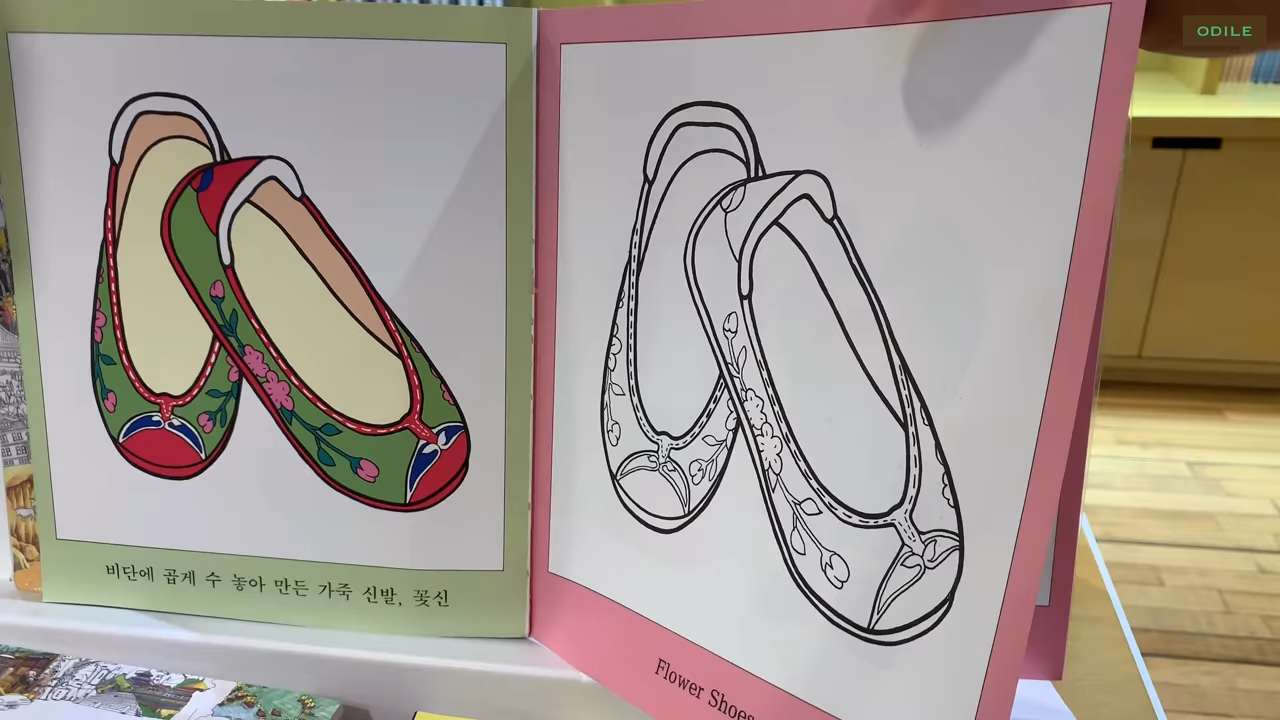 ODILE
비단에 곱게 수 놓아 만든 가죽 신발, 꽃신
Flower Shoes